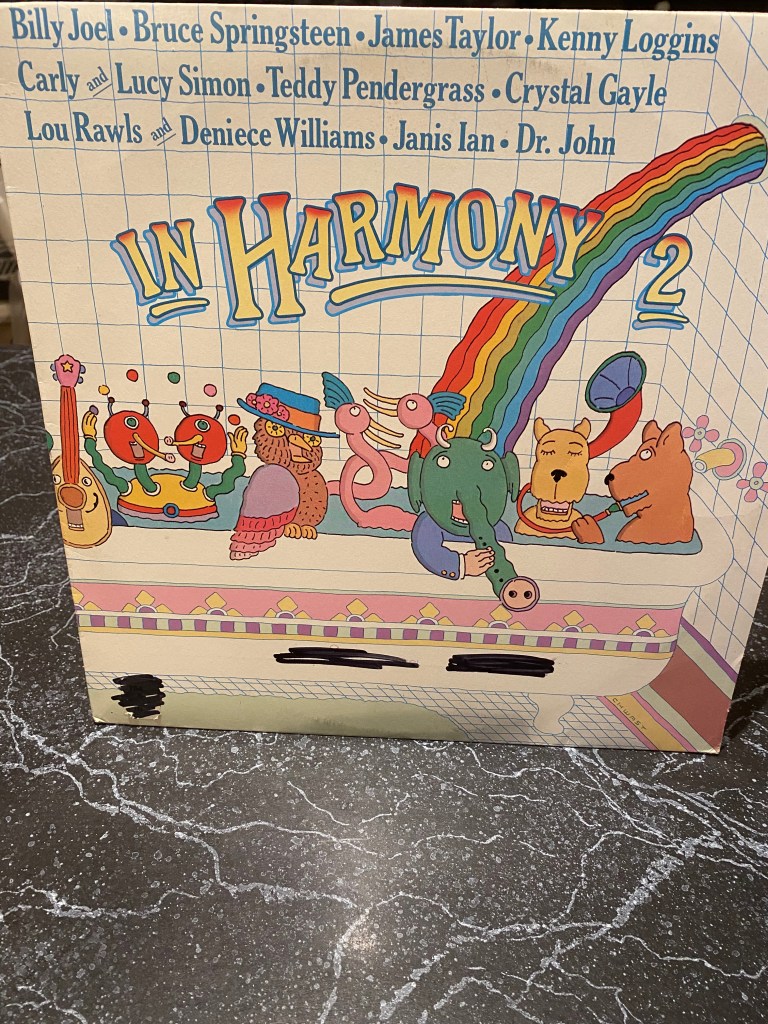 Billy Joel • Bruce Springsteen • James Taylor • Kenny Loggins
Carly and Lucy Simon • Teddy Pendergrass • Crystal Gayle
Lou Rawls and Deniece Williams • Janis Ian • Dr. John
IN HARMONY 2
CHWAST